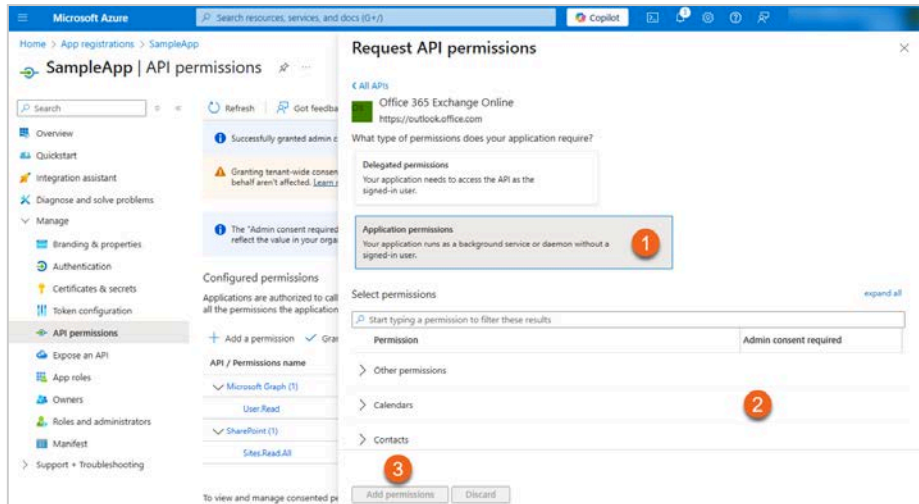 Microsoft Azure
Search resources, services, and docs (G+/)
Copilot
1
Home > App registrations > SampleApp
SampleApp | API permissions
Search
Overview
Quickstart
Integration assistant
Diagnose and solve problems
Manage
Branding & properties
Authentication
Certificates & secrets
Token configuration
API permissions
Expose an API
App roles
Owners
Roles and administrators
Manifest
Support + Troubleshooting
Refresh
Got feedba
Successfully granted admin c
Granting tenant-wide consen
behalf aren't affected. Learn
The "Admin consent required
reflect the value in your orga
Configured permissions
Applications are authorized to call
all the permissions the application
Add a permission
Gran
API / Permissions name
Microsoft Graph (1)
User.Read
SharePoint (1)
Sites.Read.All
To view and manage consented pe
Request API permissions
All APIs
Office 365 Exchange Online
https://outlook.office.com
What type of permissions does your application require?
Delegated permissions
Your application needs to access the API as the
signed-in user.
Application permissions
Your application runs as a background service or daemon without a
signed-in user.
1
Select permissions
expand all
Start typing a permission to filter these results
Permission
Admin consent required
Other permissions
Calendars
2
Contacts
3
Add permissions
Discard